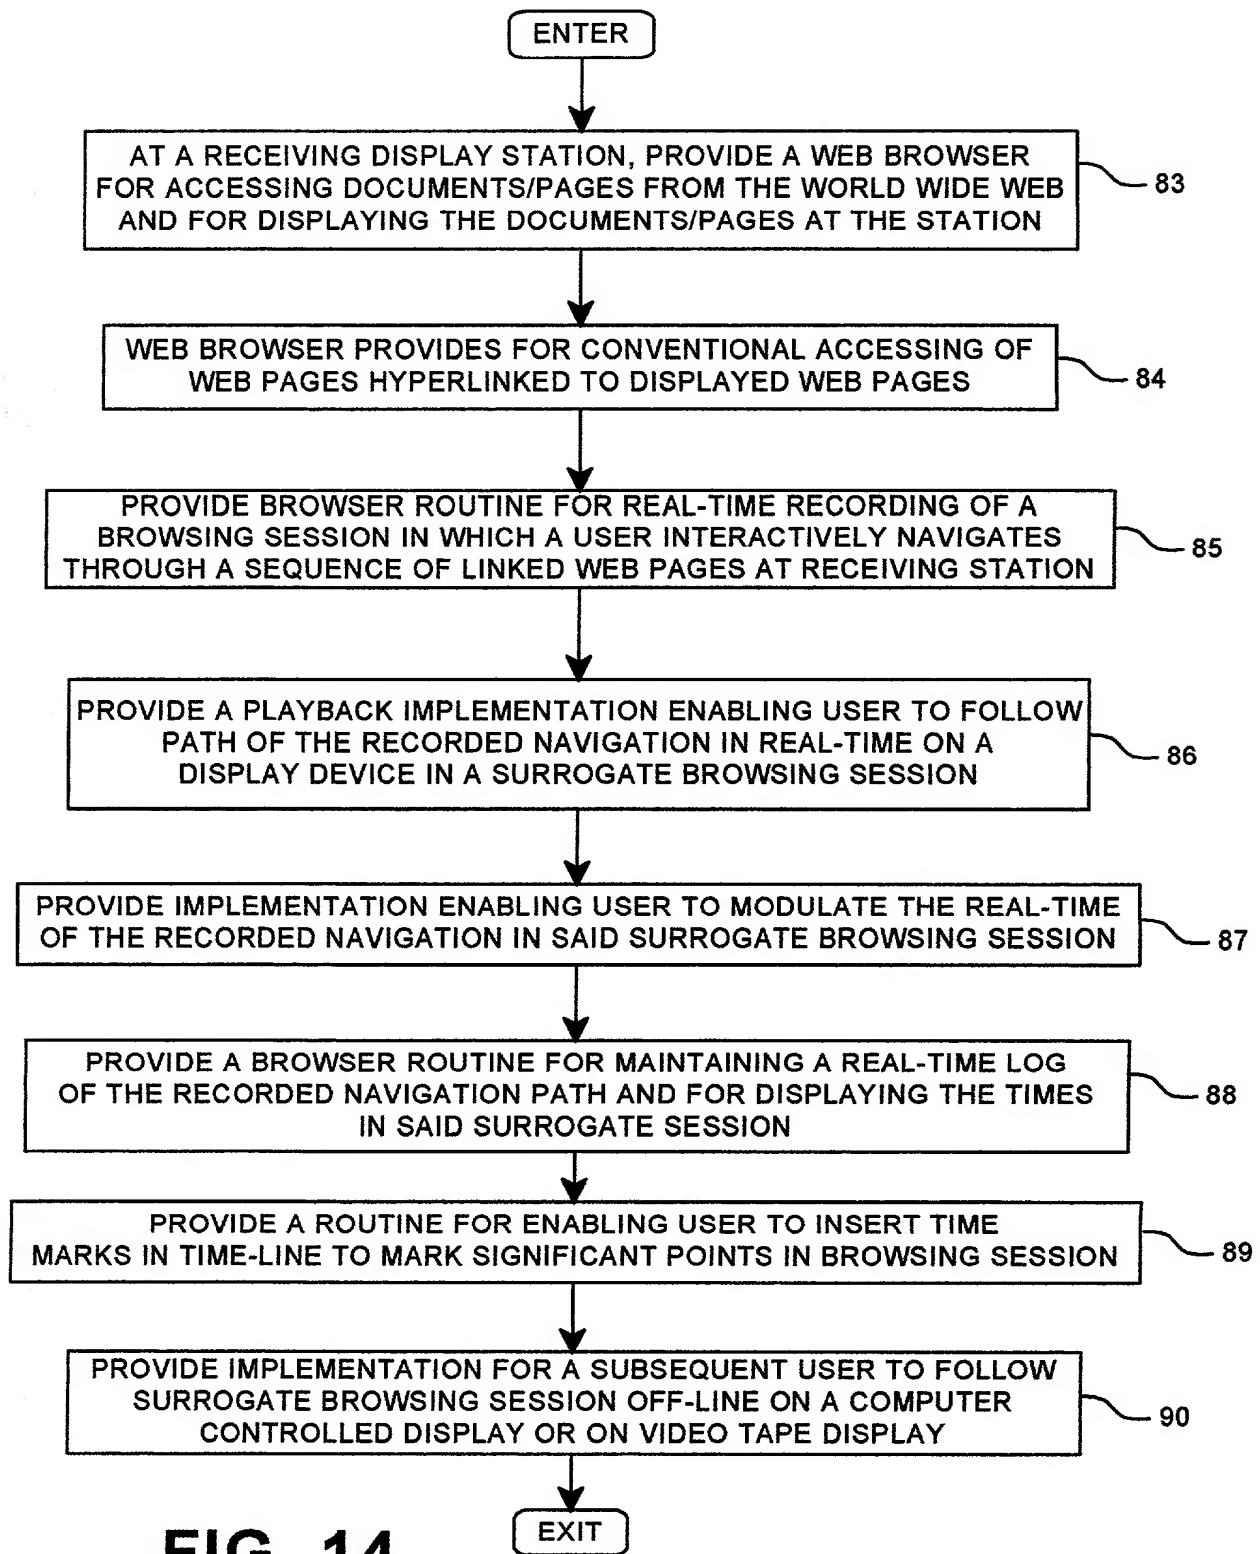 ENTER
AT A RECEIVING DISPLAY STATION, PROVIDE A WEB BROWSER
FOR ACCESSING DOCUMENTS/PAGES FROM THE WORLD WIDE WEB
AND FOR DISPLAYING THE DOCUMENTS/PAGES AT THE STATION
83
WEB BROWSER PROVIDES FOR CONVENTIONAL ACCESSING OF
WEB PAGES HYPERLINKED TO DISPLAYED WEB PAGES
84
PROVIDE BROWSER ROUTINE FOR REAL-TIME RECORDING OF A
BROWSING SESSION IN WHICH A USER INTERACTIVELY NAVIGATES
THROUGH A SEQUENCE OF LINKED WEB PAGES AT RECEIVING STATION
85
PROVIDE A PLAYBACK IMPLEMENTATION ENABLING USER TO FOLLOW
PATH OF THE RECORDED NAVIGATION IN REAL-TIME ON A
DISPLAY DEVICE IN A SURROGATE BROWSING SESSION
86
PROVIDE IMPLEMENTATION ENABLING USER TO MODULATE THE REAL-TIME
OF THE RECORDED NAVIGATION IN SAID SURROGATE BROWSING SESSION
87
PROVIDE A BROWSER ROUTINE FOR MAINTAINING A REAL-TIME LOG
OF THE RECORDED NAVIGATION PATH AND FOR DISPLAYING THE TIMES
IN SAID SURROGATE SESSION
88
PROVIDE A ROUTINE FOR ENABLING USER TO INSERT TIME
MARKS IN TIME-LINE TO MARK SIGNIFICANT POINTS IN BROWSING SESSION
89
PROVIDE IMPLEMENTATION FOR A SUBSEQUENT USER TO FOLLOW
SURROGATE BROWSING SESSION OFF-LINE ON A COMPUTER
CONTROLLED DISPLAY OR ON VIDEO TAPE DISPLAY
90
EXIT
FIG. 14